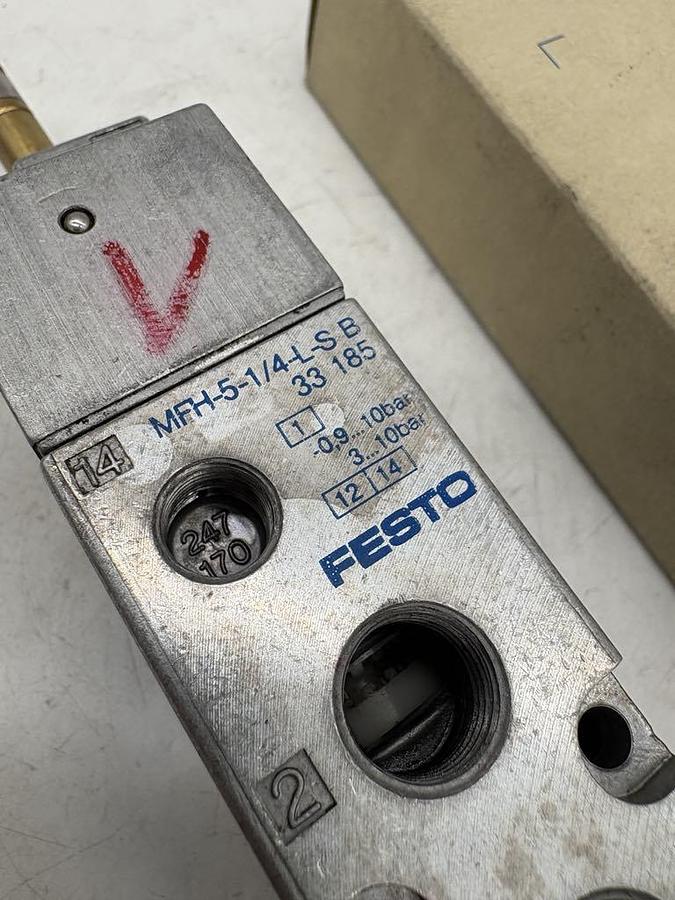 V
MFH-5-1/4-L-S B
33 185
1
-0,9...10bar
3...10bar
12 14
14
247
170
FESTO
2